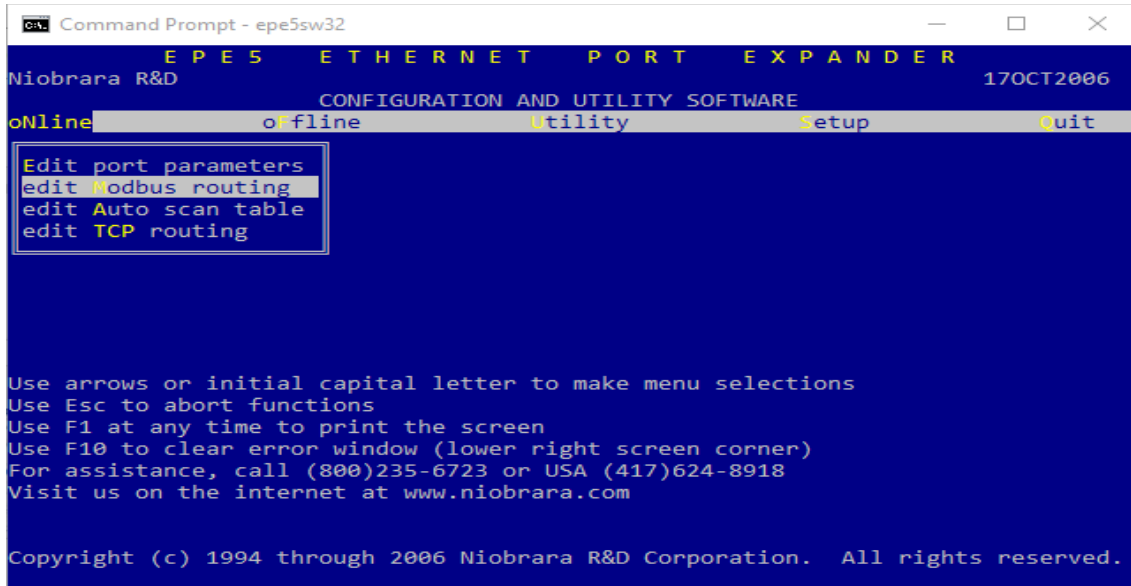 Command Prompt - epe5sw32
E P E 5 E T H E R N E T P O R T E X P A N D E R
Niobrara R&D 17OCT2006
CONFIGURATION AND UTILITY SOFTWARE
oNline oFfline Utility Setup Quit
Edit port parameters
edit Modbus routing
edit Auto scan table
edit TCP routing
Use arrows or initial capital letter to make menu selections
Use Esc to abort functions
Use F1 at any time to print the screen
Use F10 to clear error window (lower right screen corner)
For assistance, call (800)235-6723 or USA (417)624-8918
Visit us on the internet at www.niobrara.com
Copyright (c) 1994 through 2006 Niobrara R&D Corporation. All rights reserved.